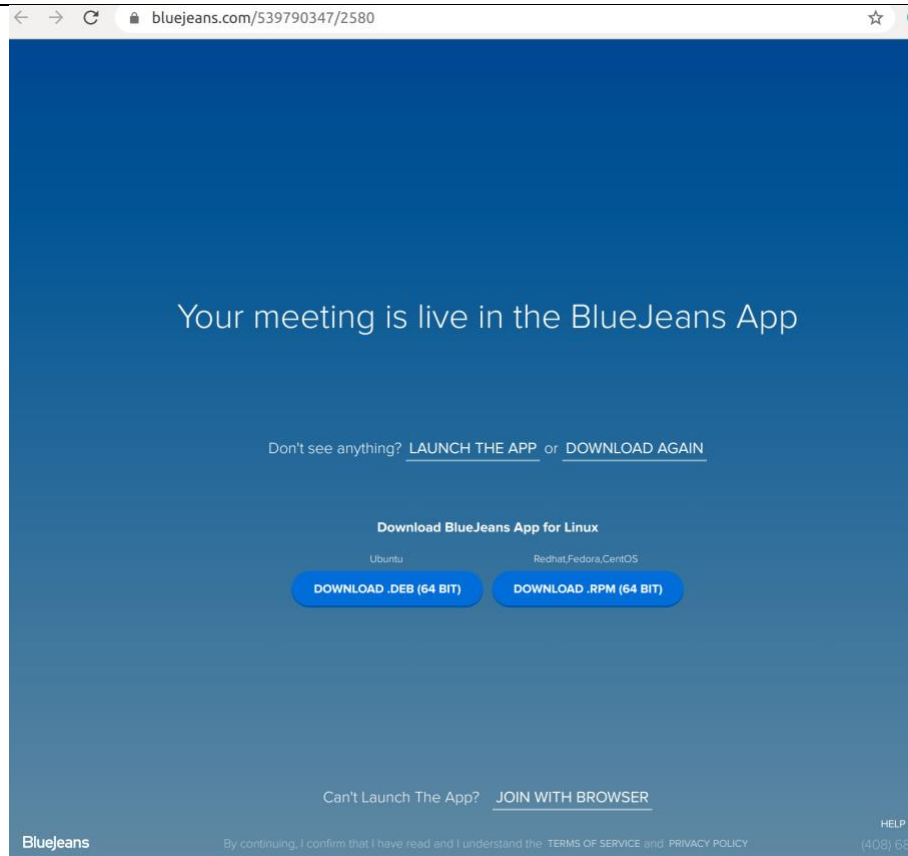 bluejeans.com/539790347/2580
Your meeting is live in the BlueJeans App
Don't see anything? LAUNCH THE APP or DOWNLOAD AGAIN
Download BlueJeans App for Linux
Ubuntu Redhat,Fedora,CentOS
DOWNLOAD .DEB (64 BIT) DOWNLOAD .RPM (64 BIT)
Can't Launch The App? JOIN WITH BROWSER
HELP
BlueJeans By continuing, I confirm that I have read and I understand the TERMS OF SERVICE and PRIVACY POLICY (408) 68